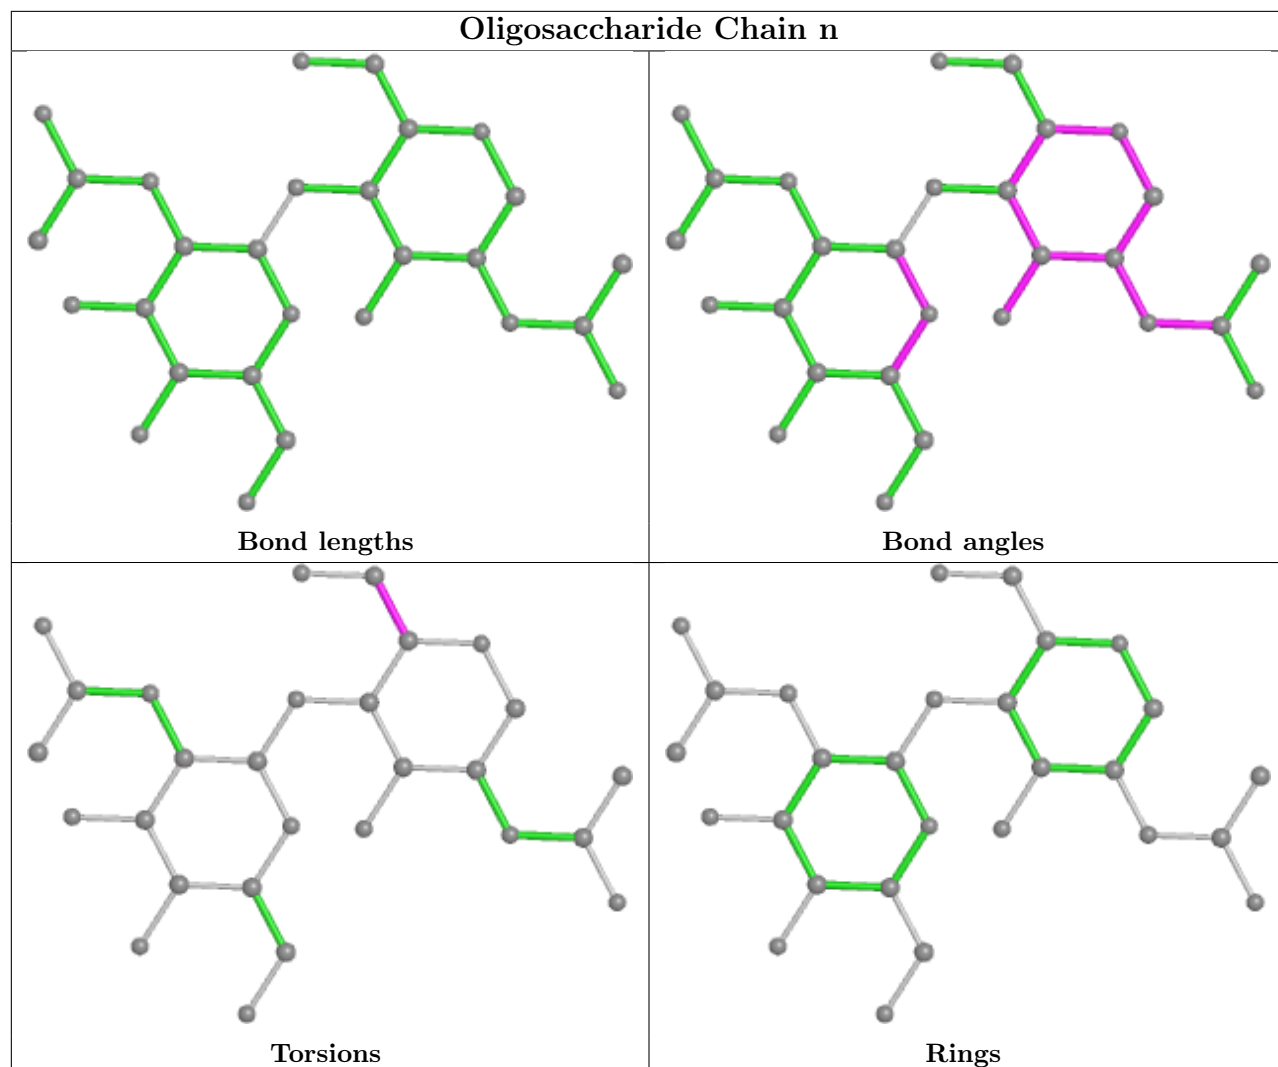 Oligosaccharide Chain n
Bond lengths
Bond angles
Torsions
Rings